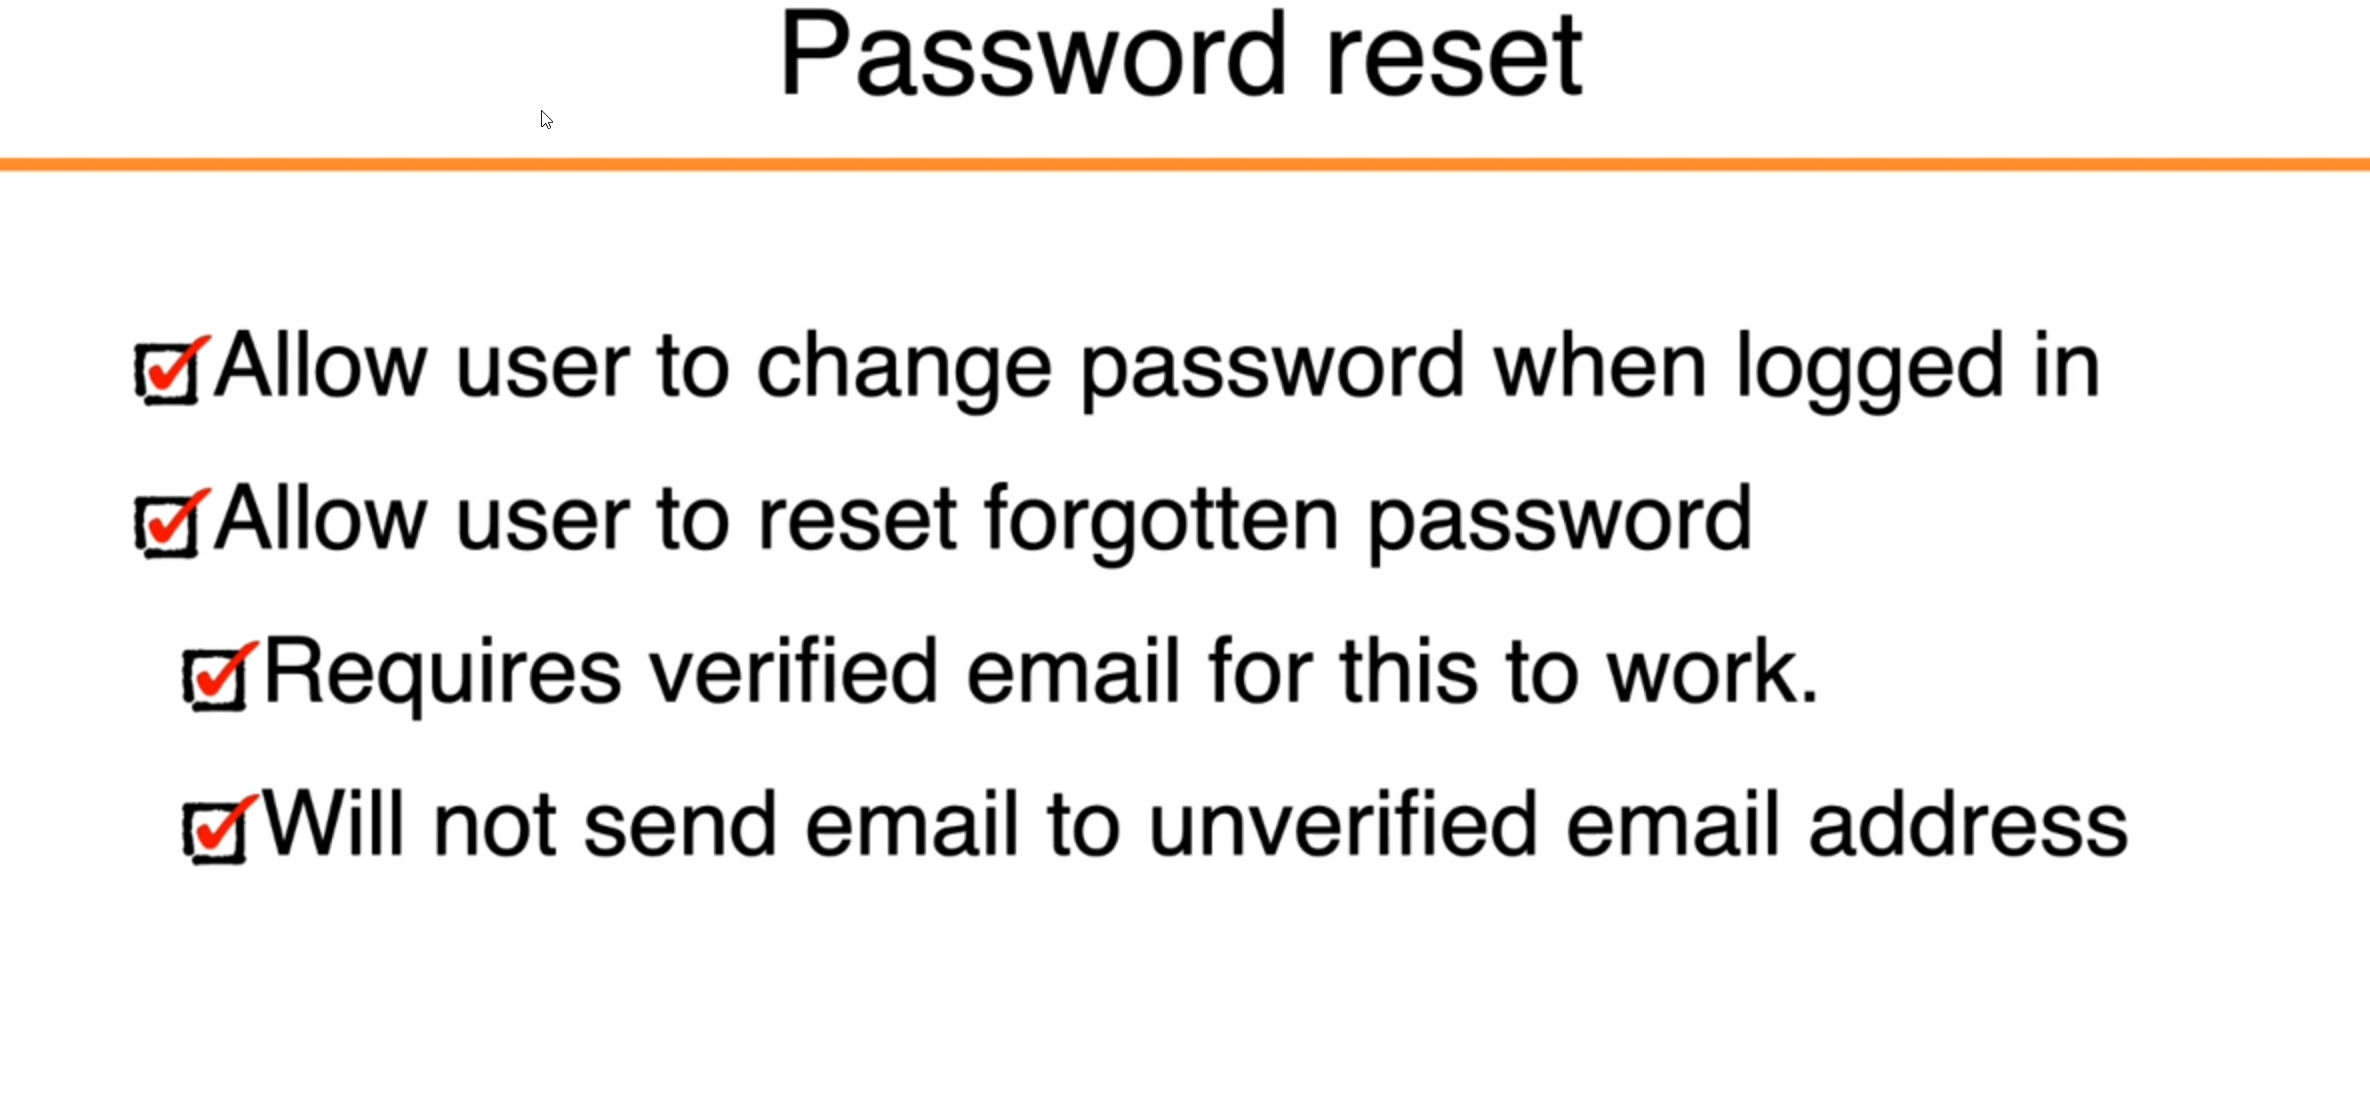 Password reset
Allow user to change password when logged in
Allow user to reset forgotten password
Requires verified email for this to work.
Will not send email to unverified email address